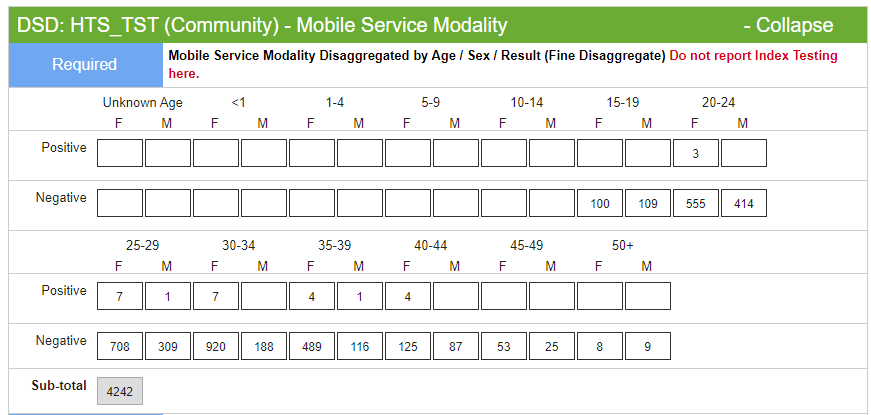 DSD: HTS_TST (Community) - Mobile Service Modality - Collapse
Required
Mobile Service Modality Disaggregated by Age / Sex / Result (Fine Disaggregate) Do not report Index Testing
here.
Unknown Age <1 1-4 5-9 10-14 15-19 20-24
F M F M F M F M F M F M F M
Positive 3
Negative 100 109 555 414
25-29 30-34 35-39 40-44 45-49 50+
F M F M F M F M F M F M
Positive 7 1 7 4 1 4
Negative 708 309 920 188 489 116 125 87 53 25 8 9
Sub-total 4242